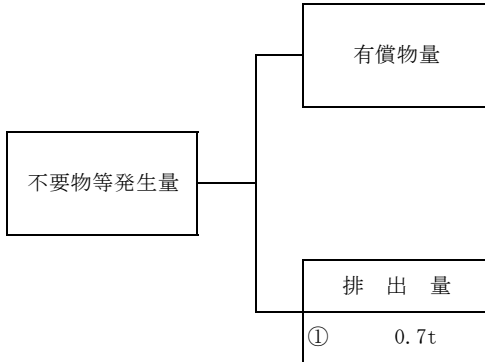 有償物量
不要物等発生量
排 出 量
① 0.7t